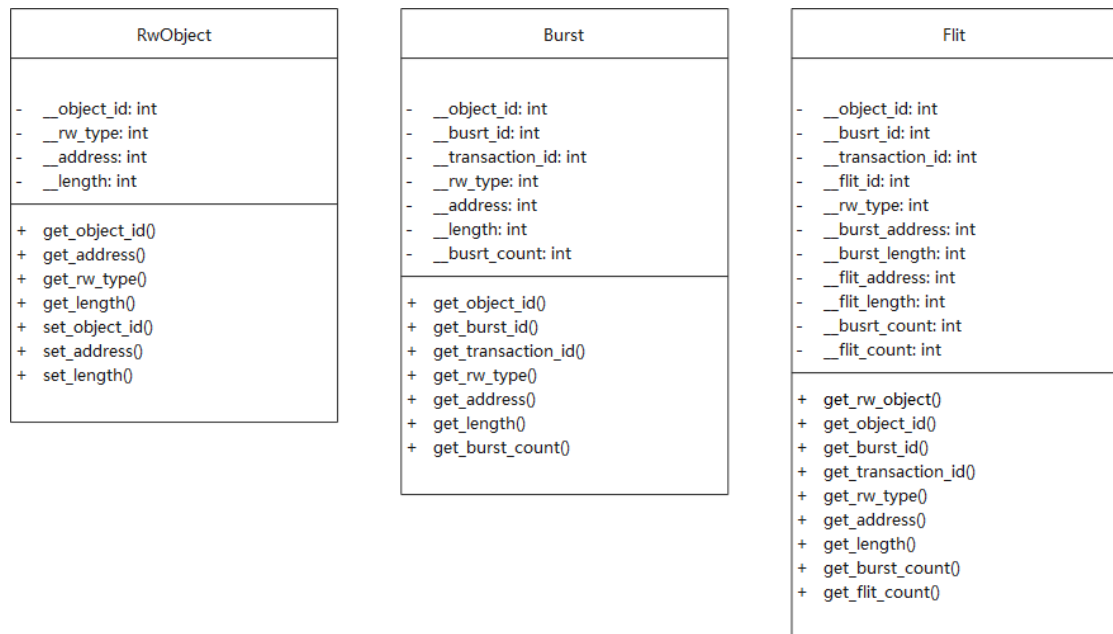 RwObject
- __object_id: int
- __rw_type: int
- __address: int
- __length: int
+ get_object_id()
+ get_address()
+ get_rw_type()
+ get_length()
+ set_object_id()
+ set_address()
+ set_length()
Burst
- __object_id: int
- __busrt_id: int
- __transaction_id: int
- __rw_type: int
- __address: int
- __length: int
- __busrt_count: int
+ get_object_id()
+ get_burst_id()
+ get_transaction_id()
+ get_rw_type()
+ get_address()
+ get_length()
+ get_burst_count()
Flit
- __object_id: int
- __busrt_id: int
- __transaction_id: int
- __flit_id: int
- __rw_type: int
- __burst_address: int
- __burst_length: int
- __flit_address: int
- __flit_length: int
- __busrt_count: int
- __flit_count: int
+ get_rw_object()
+ get_object_id()
+ get_burst_id()
+ get_transaction_id()
+ get_rw_type()
+ get_address()
+ get_length()
+ get_burst_count()
+ get_flit_count()